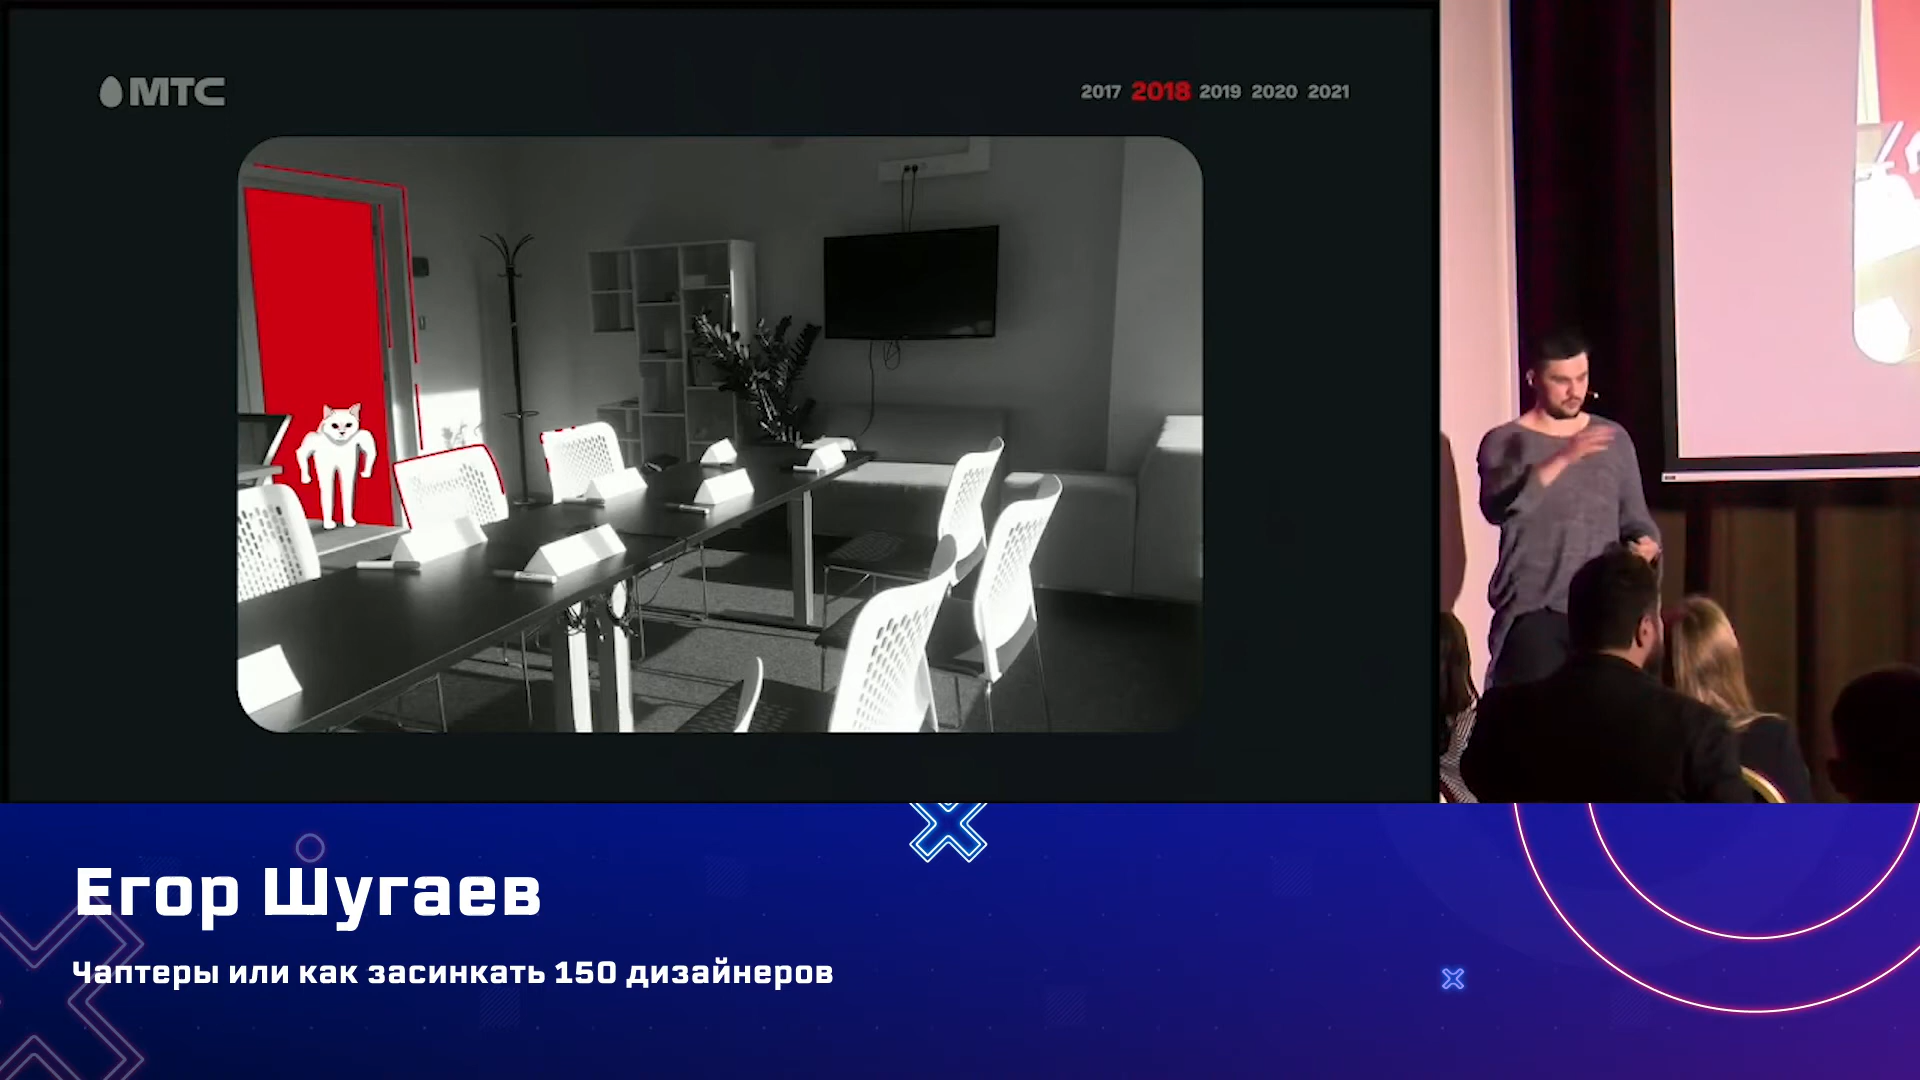 МТС
2017 2018 2019 2020 2021
Егор Шугаев
Чаптеры или как засинкать 150 дизайнеров